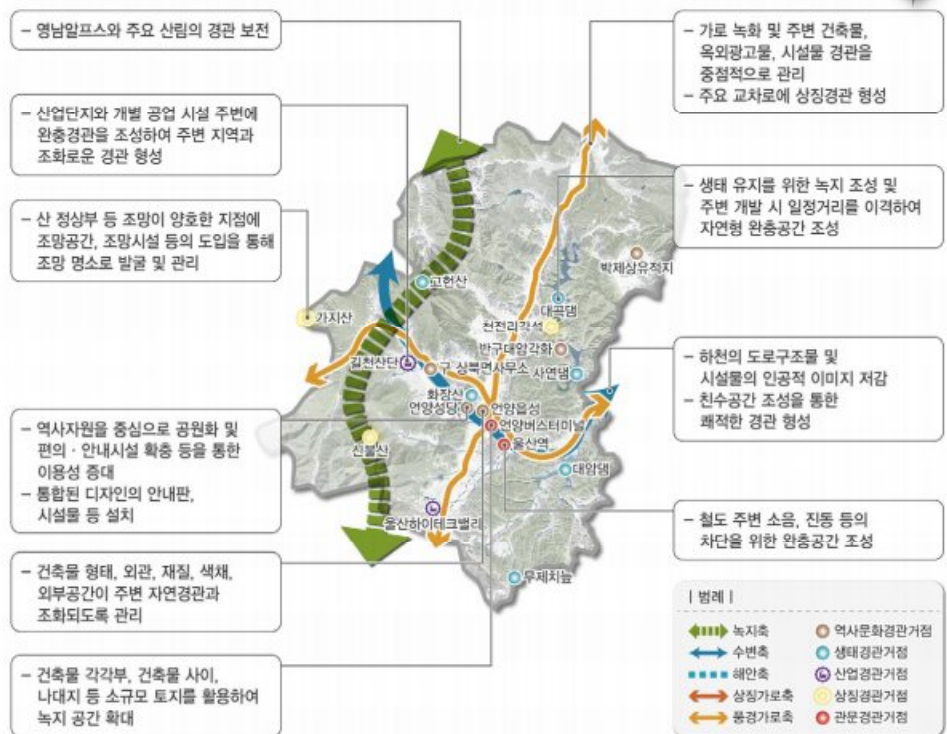 – 영남알프스와 주요 산림의 경관 보전
– 산업단지와 개별 공업 시설 주변에
완충경관을 조성하여 주변 지역과
조화로운 경관 형성
– 산 정상부 등 조망이 양호한 지점에
조망공간, 조망시설 등의 도입을 통해
조망 명소로 발굴 및 관리
– 역사자원을 중심으로 공원화 및
편의 · 안내시설 확충 등을 통한
이용성 증대
– 통합된 디자인의 안내판,
시설물 등 설치
– 건축물 형태, 외관, 재질, 색채,
외부공간이 주변 자연경관과
조화되도록 관리
– 건축물 각각부, 건축물 사이,
나대지 등 소규모 토지를 활용하여
녹지 공간 확대
– 가로 녹화 및 주변 건축물,
옥외광고물, 시설물 경관을
중점적으로 관리
– 주요 교차로에 상징경관 형성
– 생태 유지를 위한 녹지 조성 및
주변 개발 시 일정거리를 이격하여
자연형 완충공간 조성
– 하천의 도로구조물 및
시설물의 인공적 이미지 저감
– 친수공간 조성을 통한
쾌적한 경관 형성
– 철도 주변 소음, 진동 등의
차단을 위한 완충공간 조성
박제상유적지
고헌산
대곡댐
가지산
천전리각석
반구대암각화
길천산단
구 상북면사무소
사연댐
화장산
언양성당
언양읍성
언양버스터미널
울산역
신불산
대암댐
울산하이테크밸리
무제치늪
| 범례 |
녹지축
수변축
해안축
상징가로축
풍경가로축
역사문화경관거점
생태경관거점
산업경관거점
상징경관거점
관문경관거점